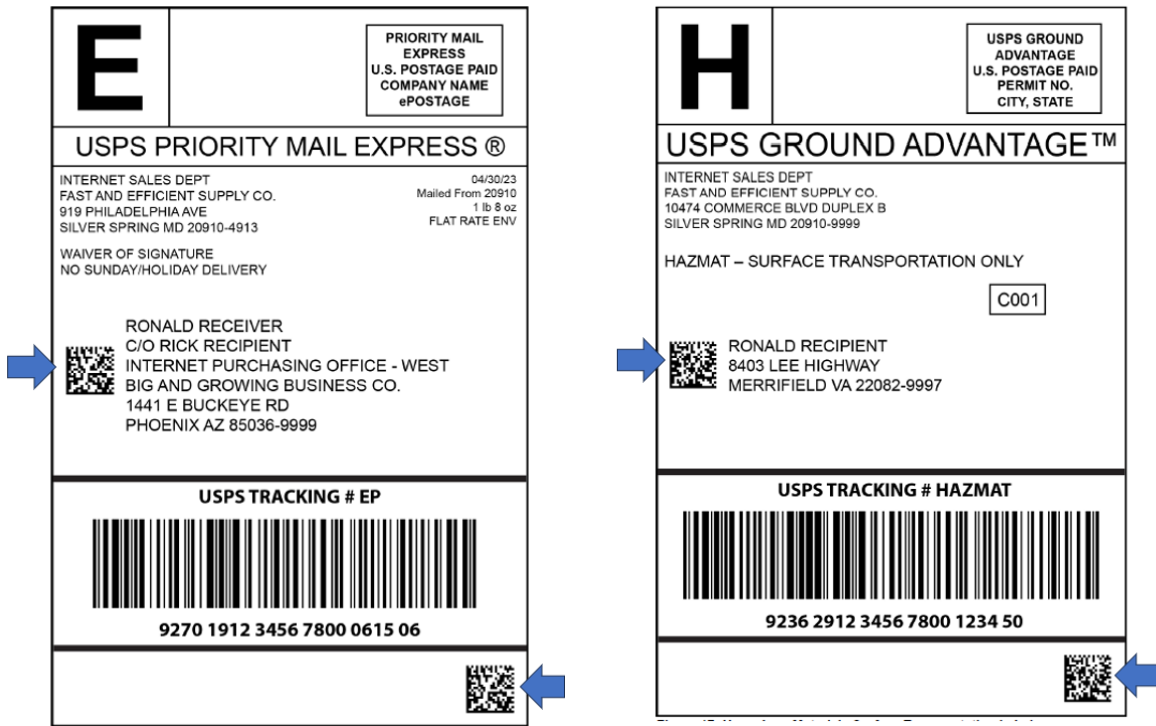 E
PRIORITY MAIL
EXPRESS
U.S. POSTAGE PAID
COMPANY NAME
ePOSTAGE
USPS PRIORITY MAIL EXPRESS ®
INTERNET SALES DEPT
FAST AND EFFICIENT SUPPLY CO.
919 PHILADELPHIA AVE
SILVER SPRING MD 20910-4913
04/30/23
Mailed From 20910
1 lb 8 oz
FLAT RATE ENV
WAIVER OF SIGNATURE
NO SUNDAY/HOLIDAY DELIVERY
RONALD RECEIVER
C/O RICK RECIPIENT
INTERNET PURCHASING OFFICE - WEST
BIG AND GROWING BUSINESS CO.
1441 E BUCKEYE RD
PHOENIX AZ 85036-9999
USPS TRACKING # EP
9270 1912 3456 7800 0615 06
H
USPS GROUND
ADVANTAGE
U.S. POSTAGE PAID
PERMIT NO.
CITY, STATE
USPS GROUND ADVANTAGE™
INTERNET SALES DEPT
FAST AND EFFICIENT SUPPLY CO.
10474 COMMERCE BLVD DUPLEX B
SILVER SPRING MD 20910-9999
HAZMAT – SURFACE TRANSPORTATION ONLY
C001
RONALD RECIPIENT
8403 LEE HIGHWAY
MERRIFIELD VA 22082-9997
USPS TRACKING # HAZMAT
9236 2912 3456 7800 1234 50